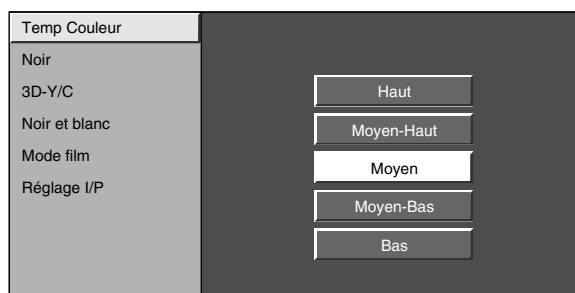 Temp Couleur
Noir
3D-Y/C
Noir et blanc
Mode film
Réglage I/P
Haut
Moyen-Haut
Moyen
Moyen-Bas
Bas